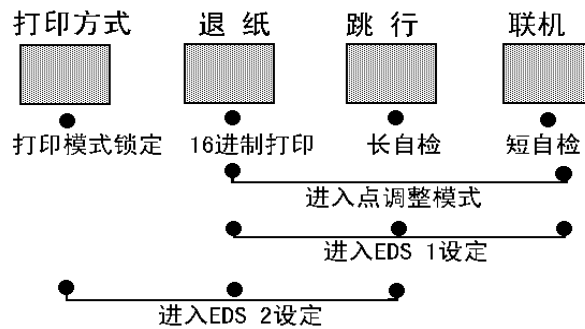 打印方式 退 纸 跳 行 联机
打印模式锁定 16进制打印 长自检 短自检
进入点调整模式
进入EDS 1设定
进入EDS 2设定